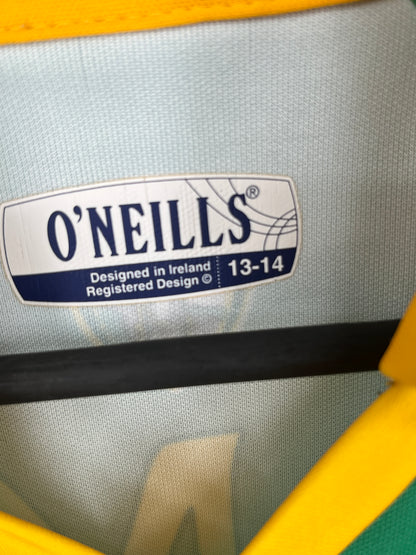 O'NEILLS®
Designed in Ireland
Registered Design ©
13-14